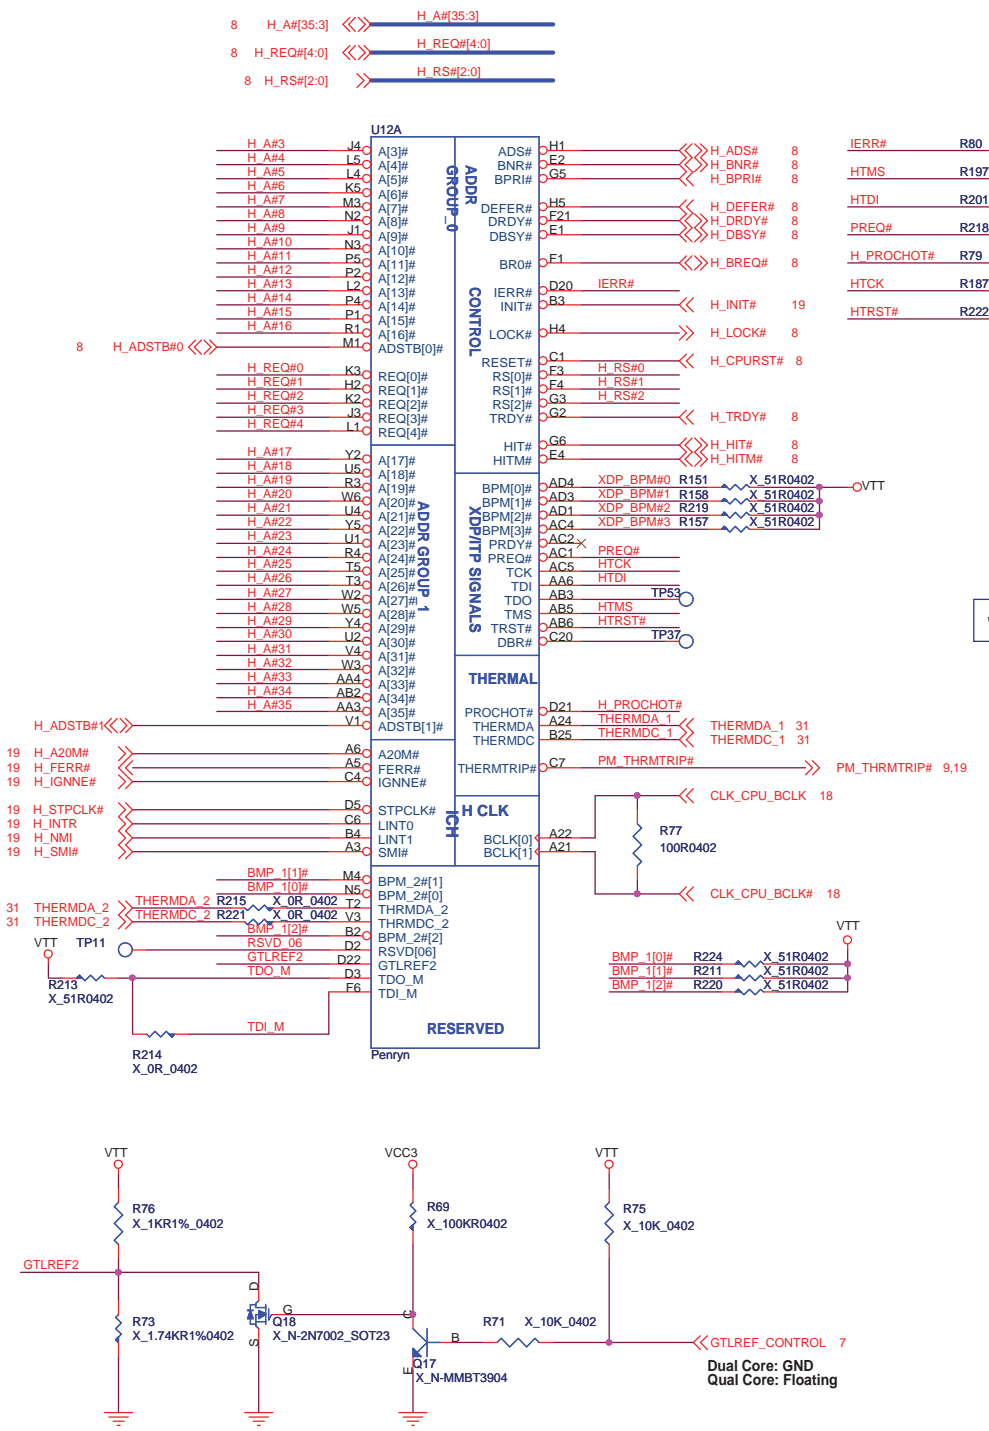 8 H_A#[35:3] H_A#[35:3]
8 H_REQ#[4:0] H_REQ#[4:0]
8 H_RS#[2:0] H_RS#[2:0]
U12A
H_A#3 J4 A[3]# ADS# H1 H_ADS# 8 IERR# R80
H_A#4 L5 A[4]# BNR# E2 H_BNR# 8
H_A#5 L4 A[5]# BPRI# G5 H_BPRI# 8 HTMS R197
H_A#6 K5 A[6]#
H_A#7 M3 A[7]# DEFER# H5 H_DEFER# 8 HTDI R201
H_A#8 N2 A[8]# DRDY# F21 H_DRDY# 8
H_A#9 J1 A[9]# DBSY# E1 H_DBSY# 8 PREQ# R218
H_A#10 N3 A[10]#
H_A#11 P5 A[11]# BR0# F1 H_BREQ# 8 H_PROCHOT# R79
H_A#12 P2 A[12]#
H_A#13 L2 A[13]# IERR# D20 IERR# HTCK R187
H_A#14 P4 A[14]# INIT# B3 H_INIT# 19
H_A#15 P1 A[15]# HTRST# R222
H_A#16 R1 A[16]# LOCK# H4 H_LOCK# 8
8 H_ADSTB#0 M1 ADSTB[0]#
ADDR GROUP_0
CONTROL
RESET# C1 H_CPURST# 8
H_REQ#0 K3 REQ[0]# RS[0]# F3 H_RS#0
H_REQ#1 H2 REQ[1]# RS[1]# F4 H_RS#1
H_REQ#2 K2 REQ[2]# RS[2]# G3 H_RS#2
H_REQ#3 J3 REQ[3]# TRDY# G2 H_TRDY# 8
H_REQ#4 L1 REQ[4]#
HIT# G6 H_HIT# 8
H_A#17 Y2 A[17]# HITM# E4 H_HITM# 8
H_A#18 U5 A[18]#
H_A#19 R3 A[19]# BPM[0]# AD4 XDP_BPM#0 R151 X_51R0402 VTT
H_A#20 W6 A[20]# BPM[1]# AD3 XDP_BPM#1 R158 X_51R0402
H_A#21 U4 A[21]# BPM[2]# AD1 XDP_BPM#2 R219 X_51R0402
H_A#22 Y5 A[22]# BPM[3]# AC4 XDP_BPM#3 R157 X_51R0402
H_A#23 U1 A[23]# PRDY# AC2
H_A#24 R4 A[24]# PREQ# AC1 PREQ#
H_A#25 T5 A[25]# TCK AC5 HTCK
H_A#26 T3 A[26]# TDI AA6 HTDI
H_A#27 W2 A[27]# TDO AB3 TP53
H_A#28 W5 A[28]# TMS AB5 HTMS
H_A#29 Y4 A[29]# TRST# AB6 HTRST#
H_A#30 U2 A[30]# DBR# C20 TP37
H_A#31 V4 A[31]#
H_A#32 W3 A[32]#
H_A#33 AA4 A[33]#
H_A#34 AB2 A[34]#
H_A#35 AA3 A[35]#
H_ADSTB#1 V1 ADSTB[1]#
ADDR GROUP_1
XDP/ITP SIGNALS
THERMAL
PROCHOT# D21 H_PROCHOT#
THERMDA A24 THERMDA_1 THERMDA_1 31
THERMDC B25 THERMDC_1 THERMDC_1 31
19 H_A20M# A6 A20M#
19 H_FERR# A5 FERR# THERMTRIP# C7 PM_THRMTRIP# PM_THRMTRIP# 9,19
19 H_IGNNE# C4 IGNNE#
19 H_STPCLK# D5 STPCLK#
19 H_INTR C6 LINT0
19 H_NMI B4 LINT1
19 H_SMI# A3 SMI#
ICH
H CLK
CLK_CPU_BCLK 18
R77
100R0402
BCLK[0] A22
BCLK[1] A21
CLK_CPU_BCLK# 18
BMP_1[1]# M4 BPM_2#[1]
BMP_1[0]# N5 BPM_2#[0]
31 THERMDA_2 THERMDA_2 R215 X_0R_0402 T2 THRMDA_2
31 THERMDC_2 THERMDC_2 R221 X_0R_0402 V3 THRMDC_2
BMP_1[2]# B2 BPM_2#[2]
VTT TP11 RSVD_06 D2 RSVD[06]
GTLREF2 D22 GTLREF2
TDO_M D3 TDO_M
F6 TDI_M
R213
X_51R0402
TDI_M
R214
X_0R_0402
RESERVED
Penryn
VTT
BMP_1[0]# R224 X_51R0402
BMP_1[1]# R211 X_51R0402
BMP_1[2]# R220 X_51R0402
VTT VCC3 VTT
R76
X_1KR1%_0402
R69
X_100KR0402
R75
X_10K_0402
GTLREF2
D
G
S
R73
X_1.74KR1%0402
Q18
X_N-2N7002_SOT23
C
B
E
R71 X_10K_0402
Q17
X_N-MMBT3904
GTLREF_CONTROL 7
Dual Core: GND
Qual Core: Floating